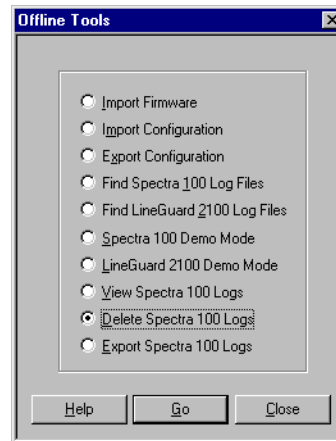 Offline Tools
Import Firmware
Import Configuration
Export Configuration
Find Spectra 100 Log Files
Find LineGuard 2100 Log Files
Spectra 100 Demo Mode
LineGuard 2100 Demo Mode
View Spectra 100 Logs
Delete Spectra 100 Logs
Export Spectra 100 Logs
Help Go Close